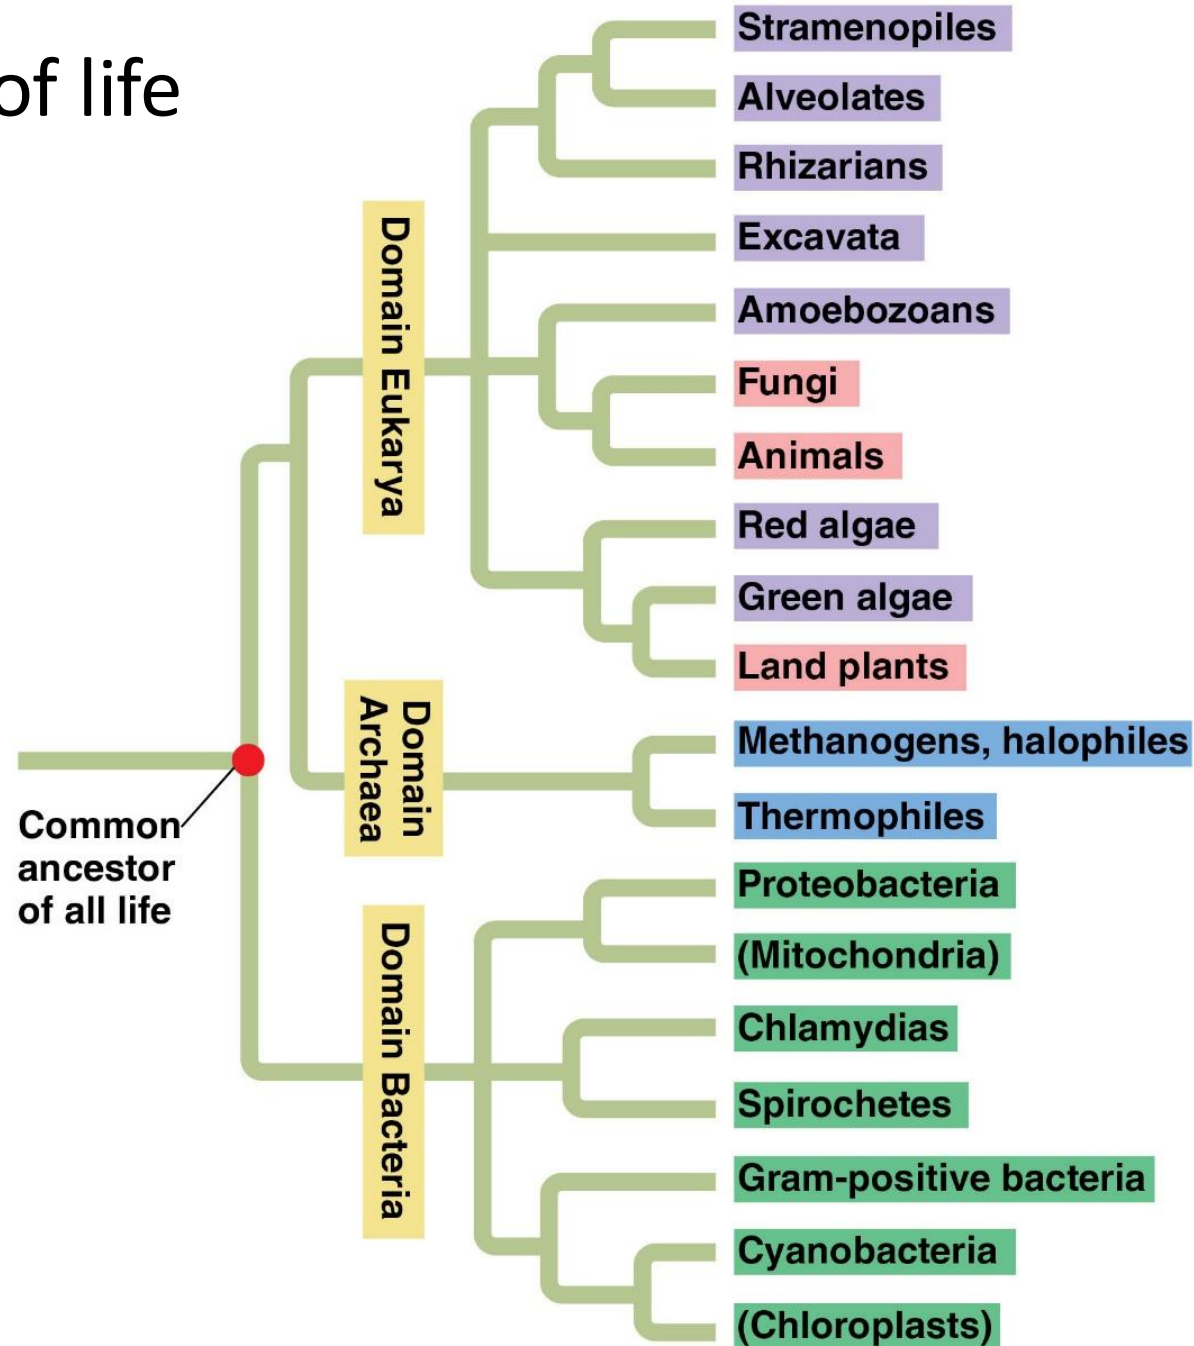 of life
Stramenopiles
Alveolates
Rhizarians
Excavata
Amoebozoans
Fungi
Animals
Red algae
Green algae
Land plants
Methanogens, halophiles
Thermophiles
Proteobacteria
(Mitochondria)
Chlamydias
Spirochetes
Gram-positive bacteria
Cyanobacteria
(Chloroplasts)
Domain Eukarya
Domain
Archaea
Domain Bacteria
Common
ancestor
of all life